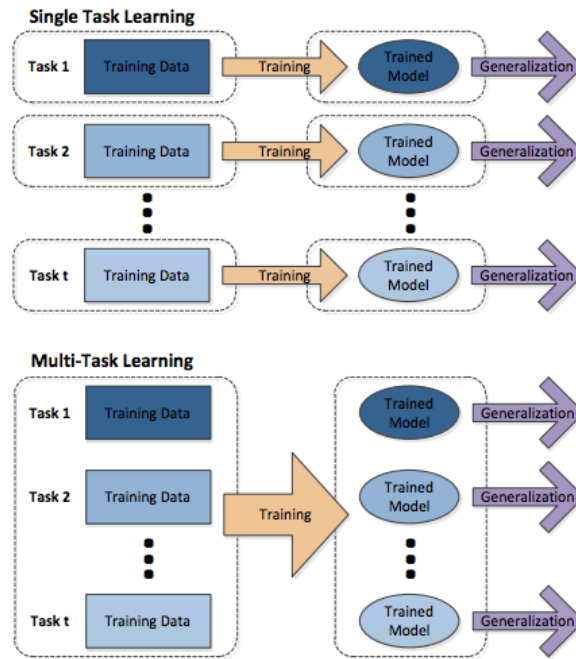 Single Task Learning
Task 1
Training Data
Training
Trained
Model
Generalization
Task 2
Training Data
Training
Trained
Model
Generalization
Task t
Training Data
Training
Trained
Model
Generalization
Multi-Task Learning
Task 1
Training Data
Trained
Model
Generalization
Task 2
Training Data
Training
Trained
Model
Generalization
Task t
Training Data
Trained
Model
Generalization